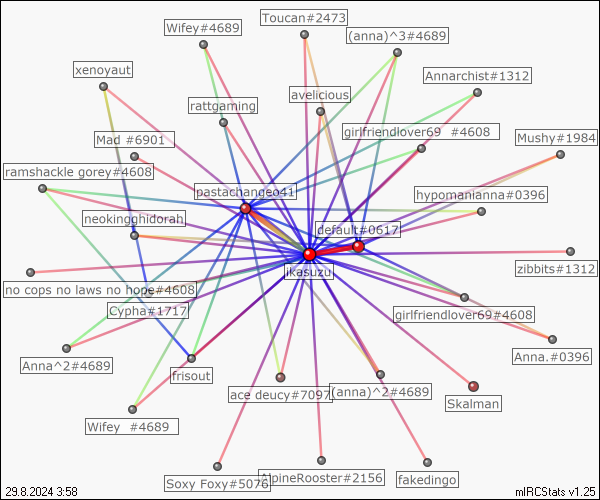 Toucan#2473
Wifey#4689
(anna)^3#4689
xenoyaut
Annarchist#1312
avelicious
rattgaming
girlfriendlover69 #4608
Mad #6901
Mushy#1984
ramshackle gorey#4608
pastachangeo41
hypomanianna#0396
neokingghidorah
default#0617
ikasuzu
zibbits#1312
no cops no laws no hope#4608
Cypha#1717
girlfriendlover69#4608
Anna^2#4689
Anna.#0396
frisout
ace deucy#7097
(anna)^2#4689
Skalman
Wifey #4689
Soxy Foxy#5076
AlpineRooster#2156
fakedingo
29.8.2024 3:58
mIRCStats v1.25